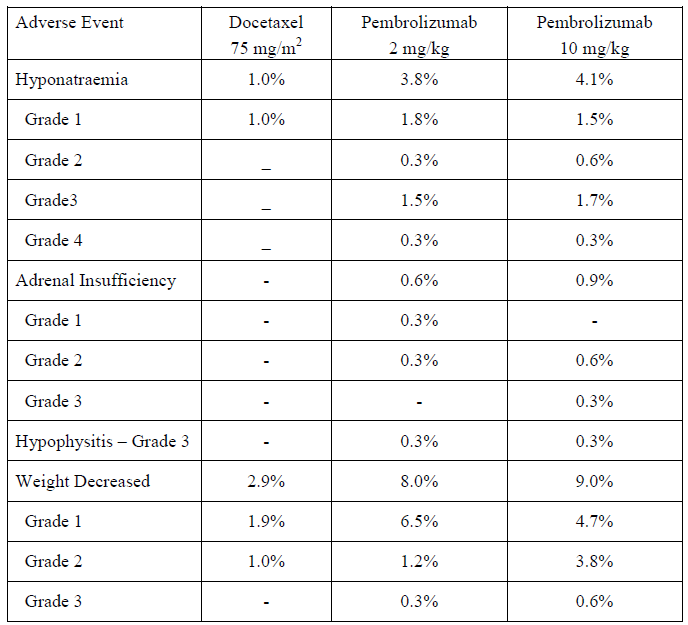 Adverse Event Docetaxel Pembrolizumab Pembrolizumab
75 mg/m2 2 mg/kg 10 mg/kg
Hyponatraemia 1.0% 3.8% 4.1%
Grade 1 1.0% 1.8% 1.5%
Grade 2 _ 0.3% 0.6%
Grade3 _ 1.5% 1.7%
Grade 4 _ 0.3% 0.3%
Adrenal Insufficiency - 0.6% 0.9%
Grade 1 - 0.3% -
Grade 2 - 0.3% 0.6%
Grade 3 - - 0.3%
Hypophysitis – Grade 3 - 0.3% 0.3%
Weight Decreased 2.9% 8.0% 9.0%
Grade 1 1.9% 6.5% 4.7%
Grade 2 1.0% 1.2% 3.8%
Grade 3 - 0.3% 0.6%